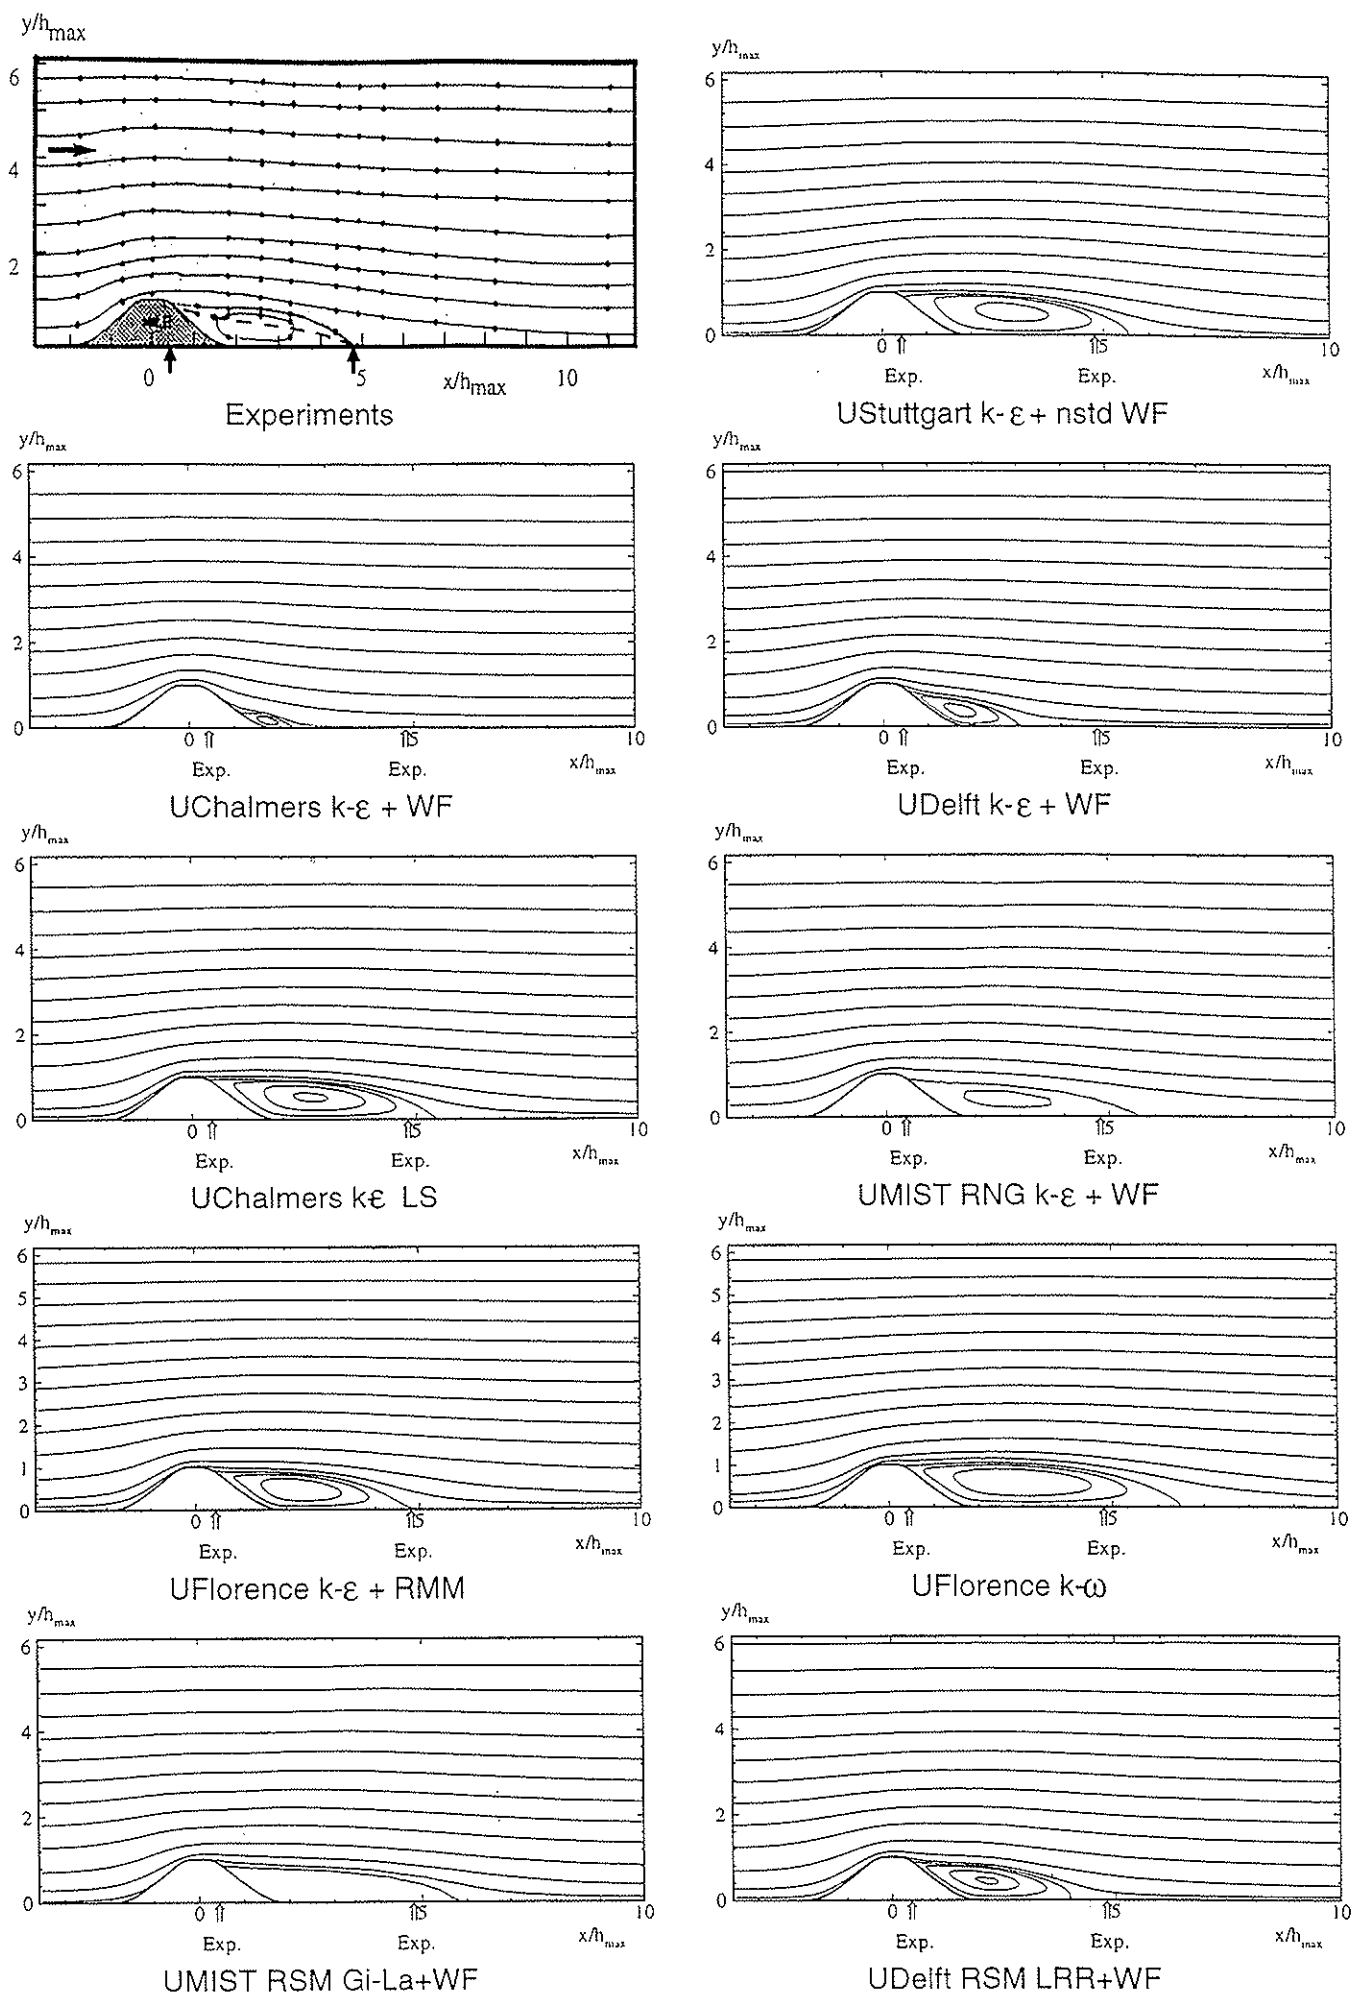 y/hmax
6
4
2
0 5 x/hmax 10
Experiments
y/hmax
6
4
2
0
0 ⇑ ⇑5 10
Exp. Exp. x/hmax
UStuttgart k-ε + nstd WF
y/hmax
6
4
2
0
0 ⇑ ⇑5 10
Exp. Exp. x/hmax
UChalmers k-ε + WF
y/hmax
6
4
2
0
0 ⇑ ⇑5 10
Exp. Exp. x/hmax
UDelft k-ε + WF
y/hmax
6
4
2
0
0 ⇑ ⇑5 10
Exp. Exp. x/hmax
UChalmers kε LS
y/hmax
6
4
2
0
0 ⇑ ⇑5 10
Exp. Exp. x/hmax
UMIST RNG k-ε + WF
y/hmax
6
5
4
3
2
1
0
0 ⇑ ⇑5 10
Exp. Exp. x/hmax
UFlorence k-ε + RMM
y/hmax
6
5
4
3
2
1
0
0 ⇑ ⇑5 10
Exp. Exp. x/hmax
UFlorence k-ω
y/hmax
6
4
2
0
0 ⇑ ⇑5 10
Exp. Exp. x/hmax
UMIST RSM Gi-La+WF
y/hmax
6
4
2
0
0 ⇑ ⇑5 10
Exp. Exp. x/hmax
UDelft RSM LRR+WF